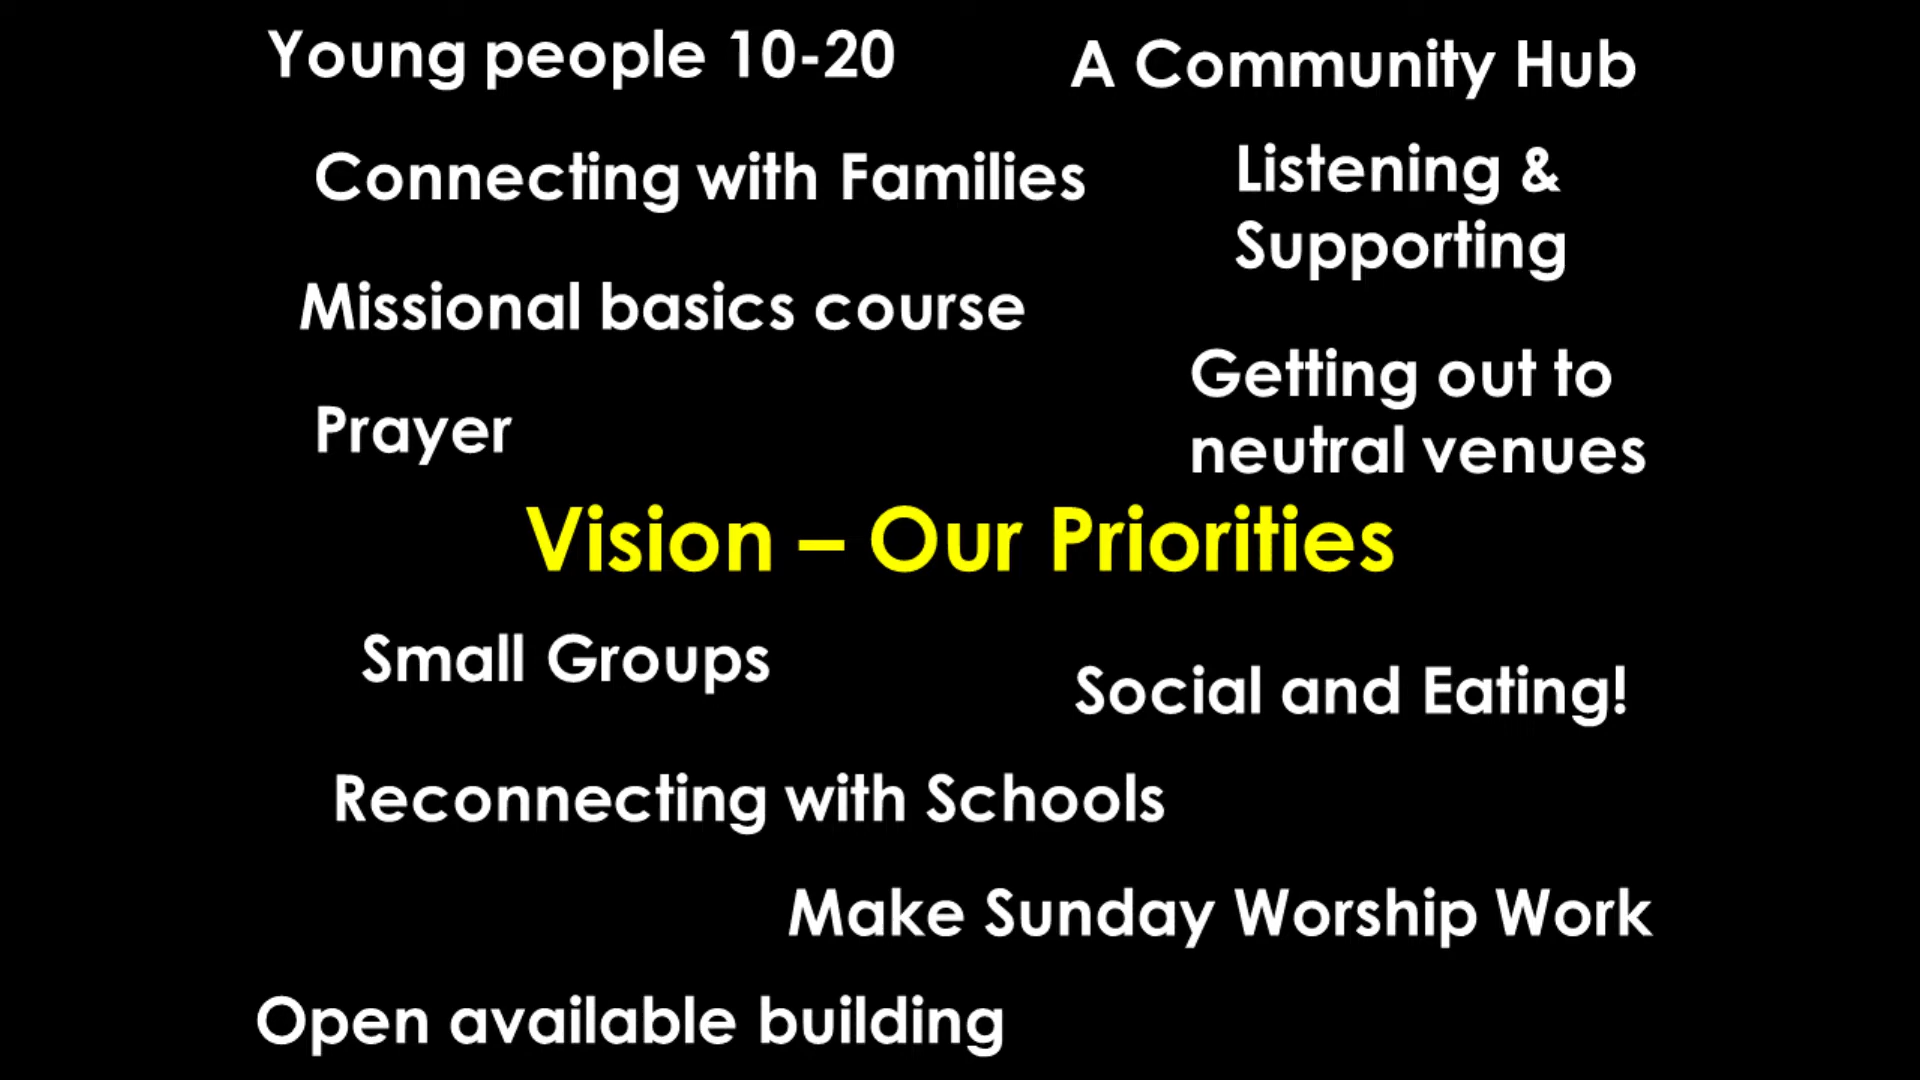 Young people 10-20
A Community Hub
Connecting with Families
Listening &
Supporting
Missional basics course
Getting out to
neutral venues
Prayer
Vision – Our Priorities
Small Groups
Social and Eating!
Reconnecting with Schools
Make Sunday Worship Work
Open available building